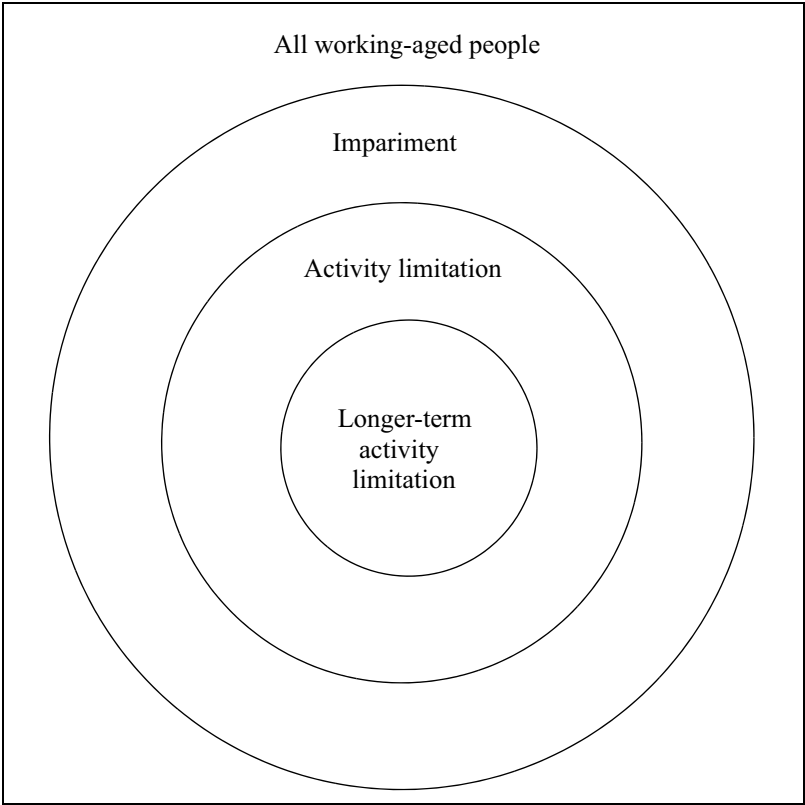 All working-aged people
Impariment
Activity limitation
Longer-term
activity
limitation